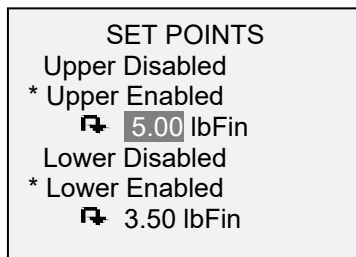 SET POINTS
Upper Disabled
* Upper Enabled
5.00 lbFin
Lower Disabled
* Lower Enabled
3.50 lbFin